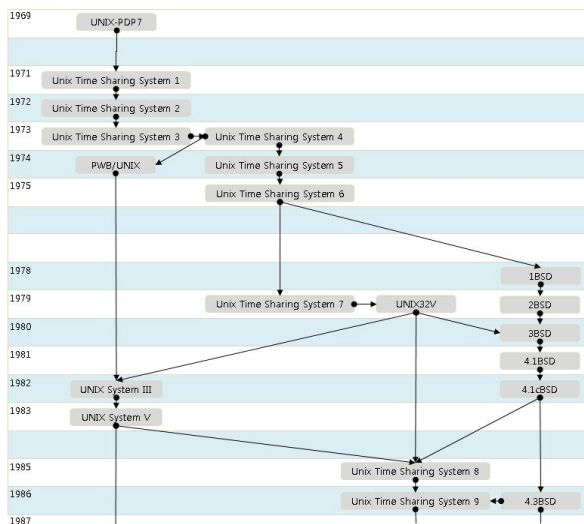 1969
UNIX-PDP7
1971
Unix Time Sharing System 1
1972
Unix Time Sharing System 2
1973
Unix Time Sharing System 3
Unix Time Sharing System 4
1974
PWB/UNIX
Unix Time Sharing System 5
1975
Unix Time Sharing System 6
1978
1BSD
1979
Unix Time Sharing System 7
UNIX32V
2BSD
1980
3BSD
1981
4.1BSD
1982
UNIX System III
4.1cBSD
1983
UNIX System V
1985
Unix Time Sharing System 8
1986
Unix Time Sharing System 9
4.3BSD
1987